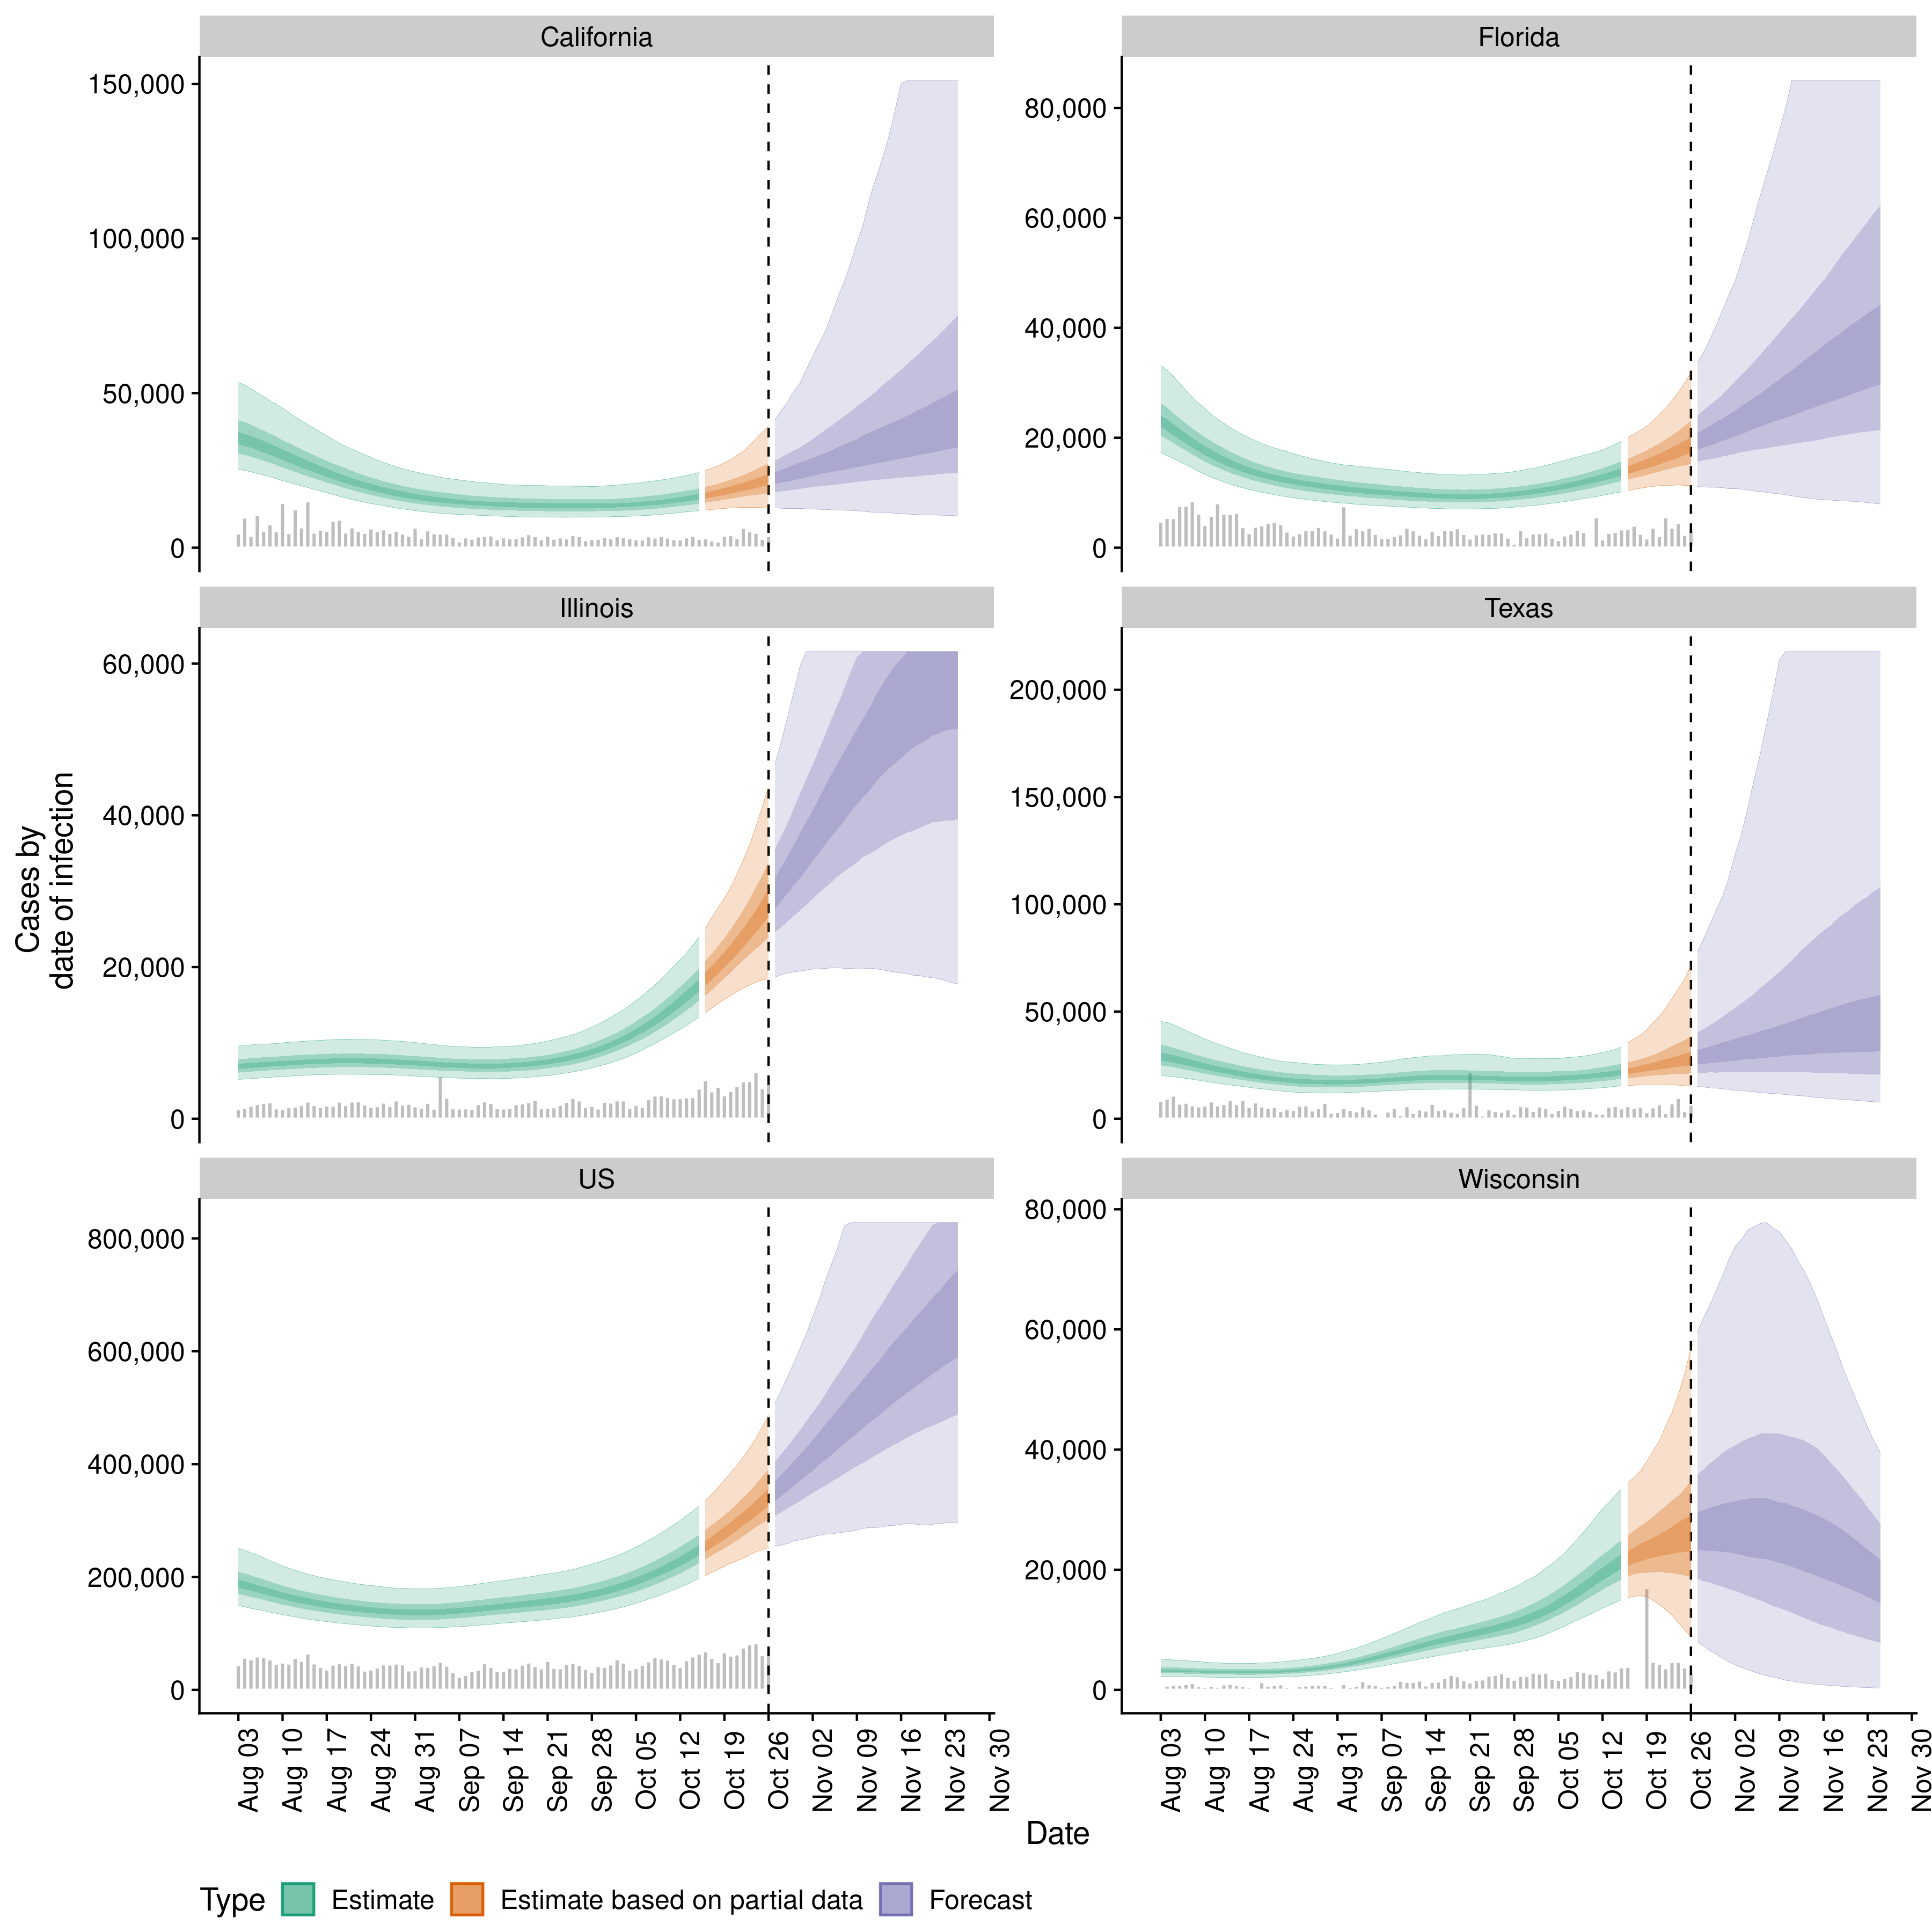 California
Florida
150,000
100,000
50,000
0
80,000
60,000
40,000
20,000
0
Illinois
Texas
60,000
40,000
20,000
0
200,000
150,000
100,000
50,000
0
Cases by
date of infection
US
Wisconsin
800,000
600,000
400,000
200,000
0
80,000
60,000
40,000
20,000
0
Aug 03
Aug 10
Aug 17
Aug 24
Aug 31
Sep 07
Sep 14
Sep 21
Sep 28
Oct 05
Oct 12
Oct 19
Oct 26
Nov 02
Nov 09
Nov 16
Nov 23
Nov 30
Aug 03
Aug 10
Aug 17
Aug 24
Aug 31
Sep 07
Sep 14
Sep 21
Sep 28
Oct 05
Oct 12
Oct 19
Oct 26
Nov 02
Nov 09
Nov 16
Nov 23
Nov 30
Date
Type Estimate Estimate based on partial data Forecast